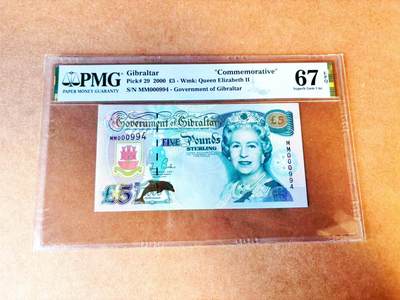 PMG
PAPER MONEY GUARANTY
Gibraltar "Commemorative"
Pick# 29 2000 £5 - Wmk: Queen Elizabeth II
S/N MM000994 - Government of Gibraltar
67 EPQ
Superb Gem Unc
Government of Gibraltar
£5
MM000994
FIVE Pounds
STERLING
MM000994
£5